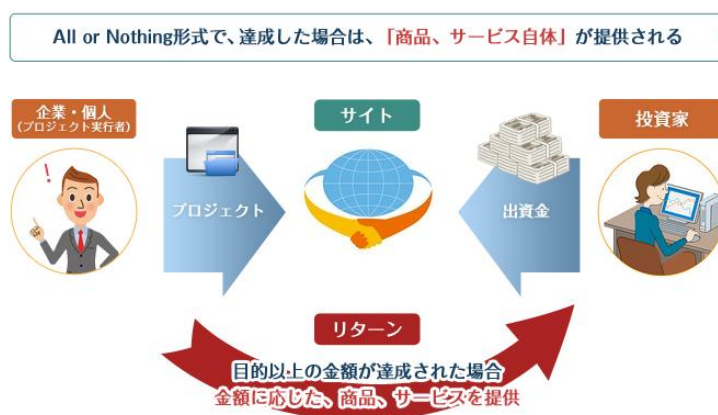 All or Nothing形式で、達成した場合は、「商品、サービス自体」が提供される
企業・個人
(プロジェクト実行者)
サイト
投資家
プロジェクト
出資金
リターン
目的以上の金額が達成された場合
金額に応じた、商品、サービスを提供